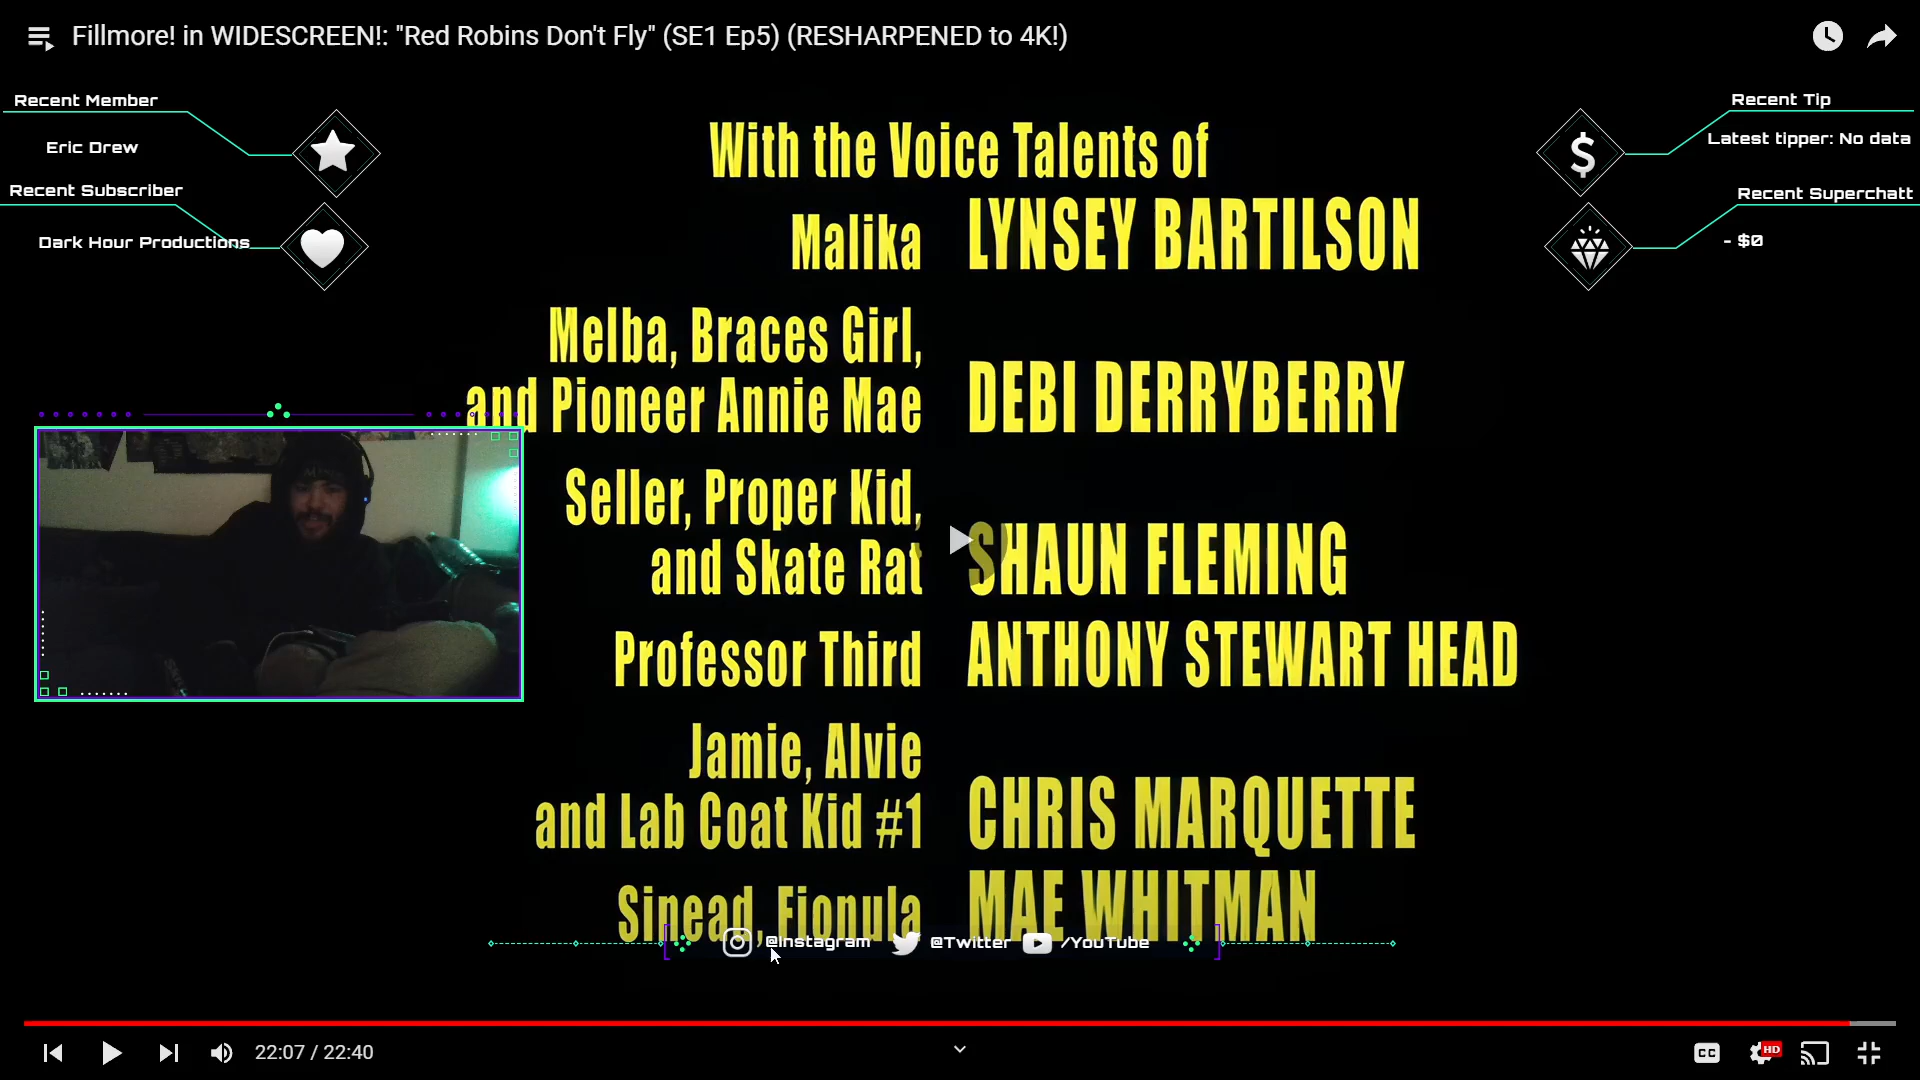 Fillmore! in WIDESCREEN!: "Red Robins Don't Fly" (SE1 Ep5) (RESHARPENED to 4K!)
Recent Member
Eric Drew
Recent Subscriber
Dark Hour Productions
Recent Tip
Latest tipper: No data
Recent Superchatt
- $0
With the Voice Talents of
Malika LYNSEY BARTILSON
Melba, Braces Girl,
and Pioneer Annie Mae DEBI DERRYBERRY
Seller, Proper Kid,
and Skate Rat SHAUN FLEMING
Professor Third ANTHONY STEWART HEAD
Jamie, Alvie
and Lab Coat Kid #1 CHRIS MARQUETTE
Sinead, Fionula MAE WHITMAN
@Instagram @Twitter /YouTube
22:07 / 22:40
CC HD